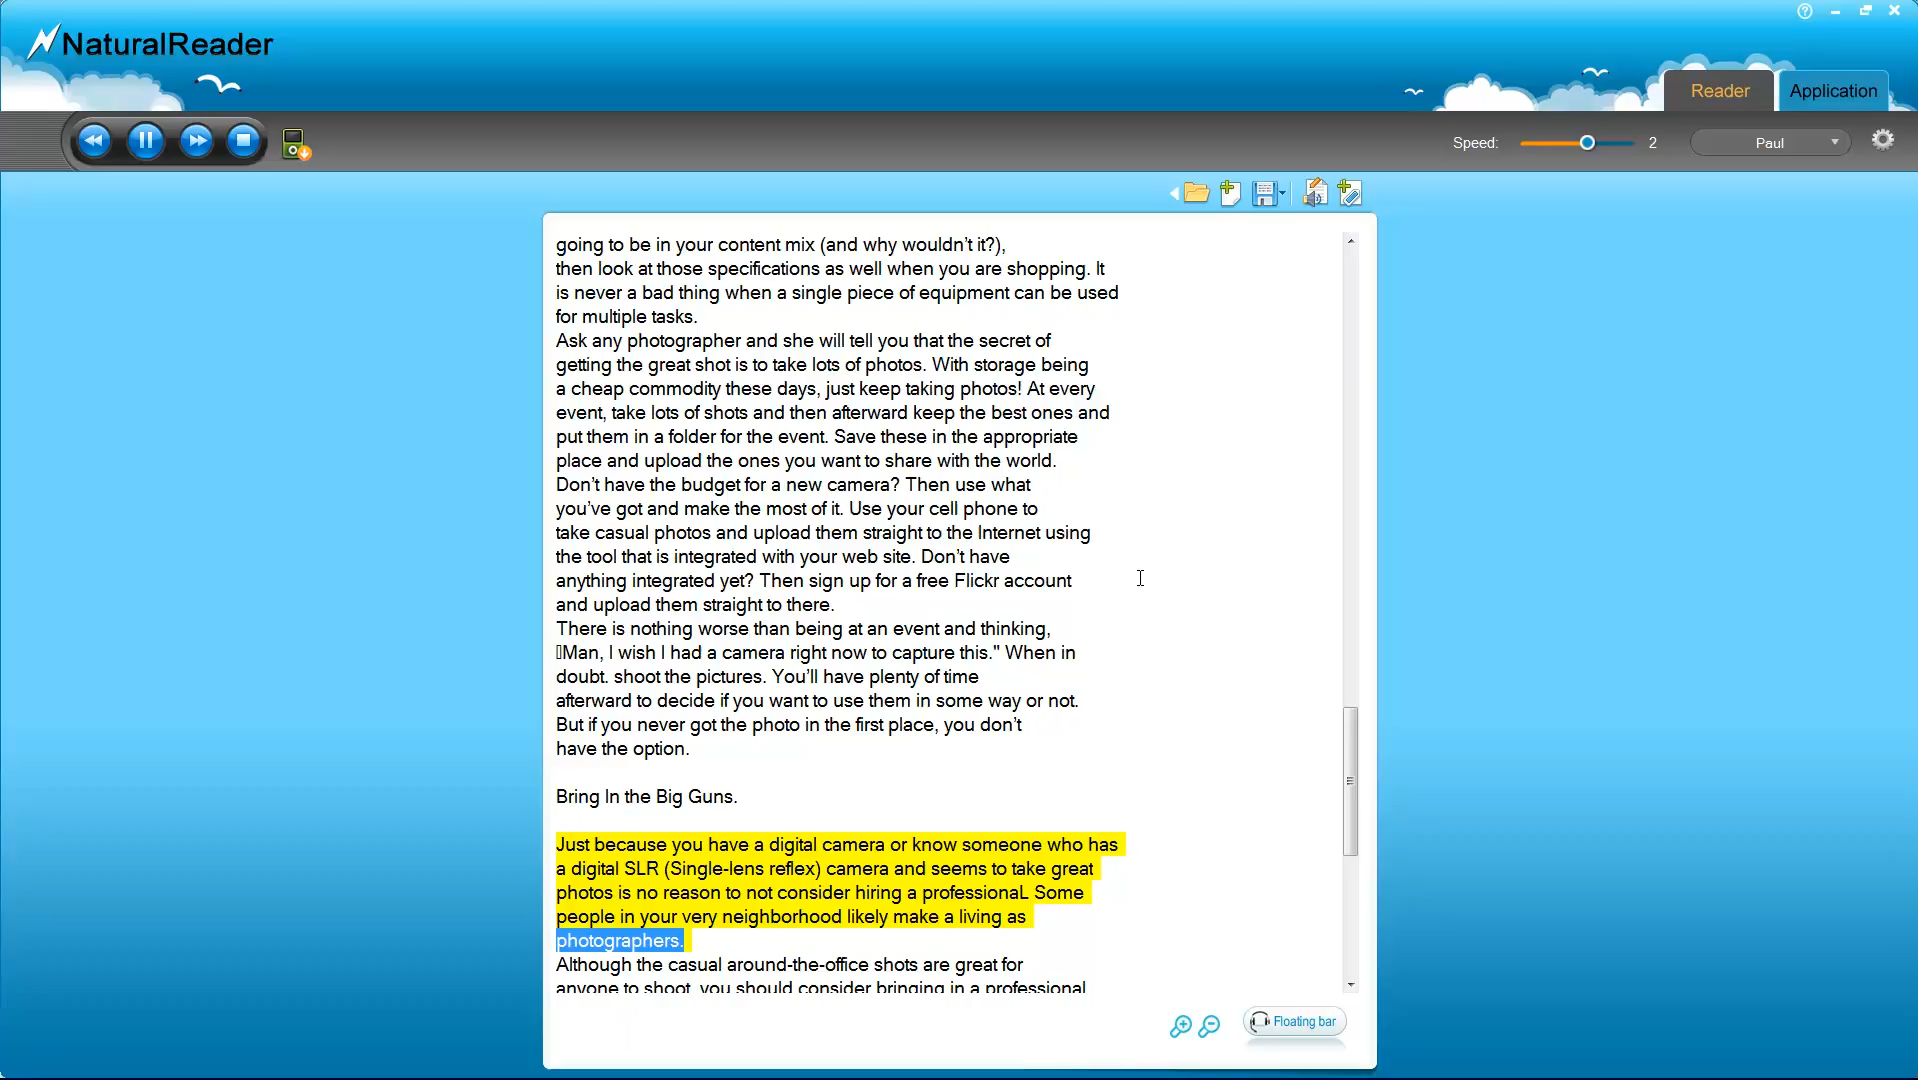 NaturalReader
Reader
Application
Speed:
2
Paul
going to be in your content mix (and why wouldn't it?),
then look at those specifications as well when you are shopping. It
is never a bad thing when a single piece of equipment can be used
for multiple tasks.
Ask any photographer and she will tell you that the secret of
getting the great shot is to take lots of photos. With storage being
a cheap commodity these days, just keep taking photos! At every
event, take lots of shots and then afterward keep the best ones and
put them in a folder for the event. Save these in the appropriate
place and upload the ones you want to share with the world.
Don't have the budget for a new camera? Then use what
you've got and make the most of it. Use your cell phone to
take casual photos and upload them straight to the Internet using
the tool that is integrated with your web site. Don't have
anything integrated yet? Then sign up for a free Flickr account
and upload them straight to there.
There is nothing worse than being at an event and thinking,
▯Man, I wish I had a camera right now to capture this." When in
doubt. shoot the pictures. You'll have plenty of time
afterward to decide if you want to use them in some way or not.
But if you never got the photo in the first place, you don't
have the option.
Bring In the Big Guns.
Just because you have a digital camera or know someone who has
a digital SLR (Single-lens reflex) camera and seems to take great
photos is no reason to not consider hiring a professionaL Some
people in your very neighborhood likely make a living as
photographers.
Although the casual around-the-office shots are great for
anyone to shoot, you should consider bringing in a professional
Floating bar